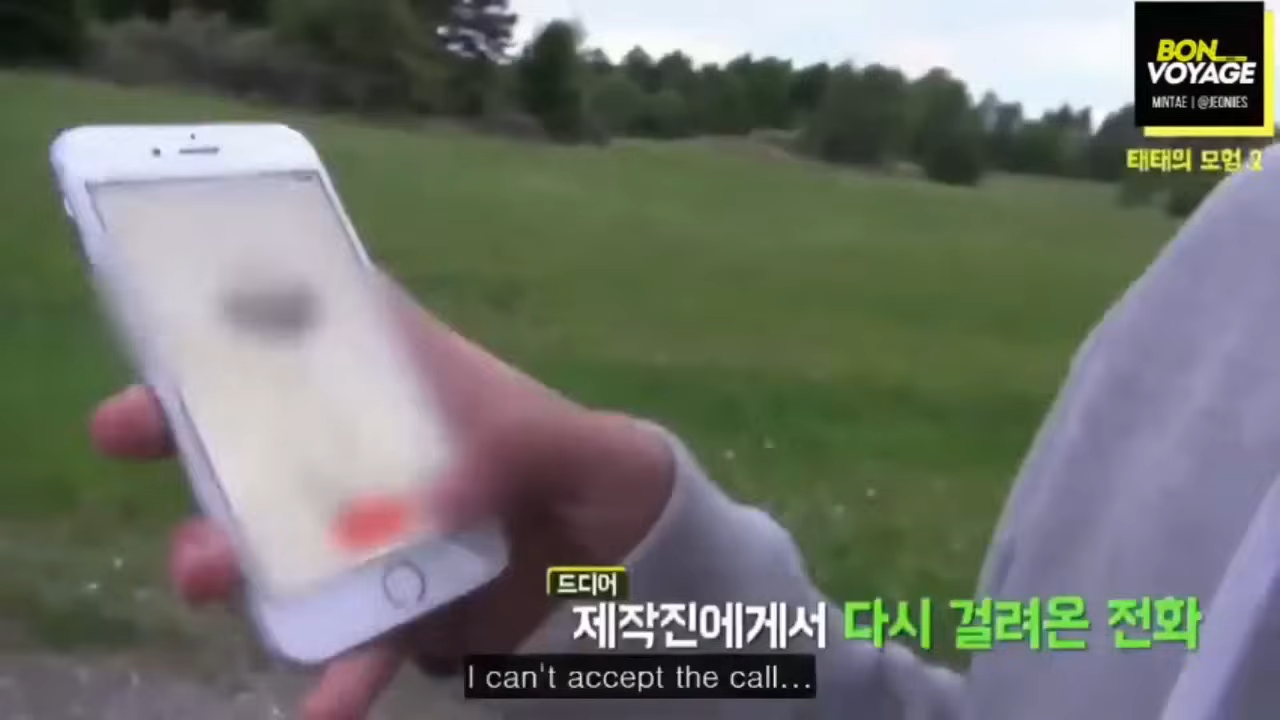 BON
VOYAGE
MINTAE | @JEONIES
태태의 모험 2
드디어
제작진에게서 다시 걸려온 전화
I can't accept the call...